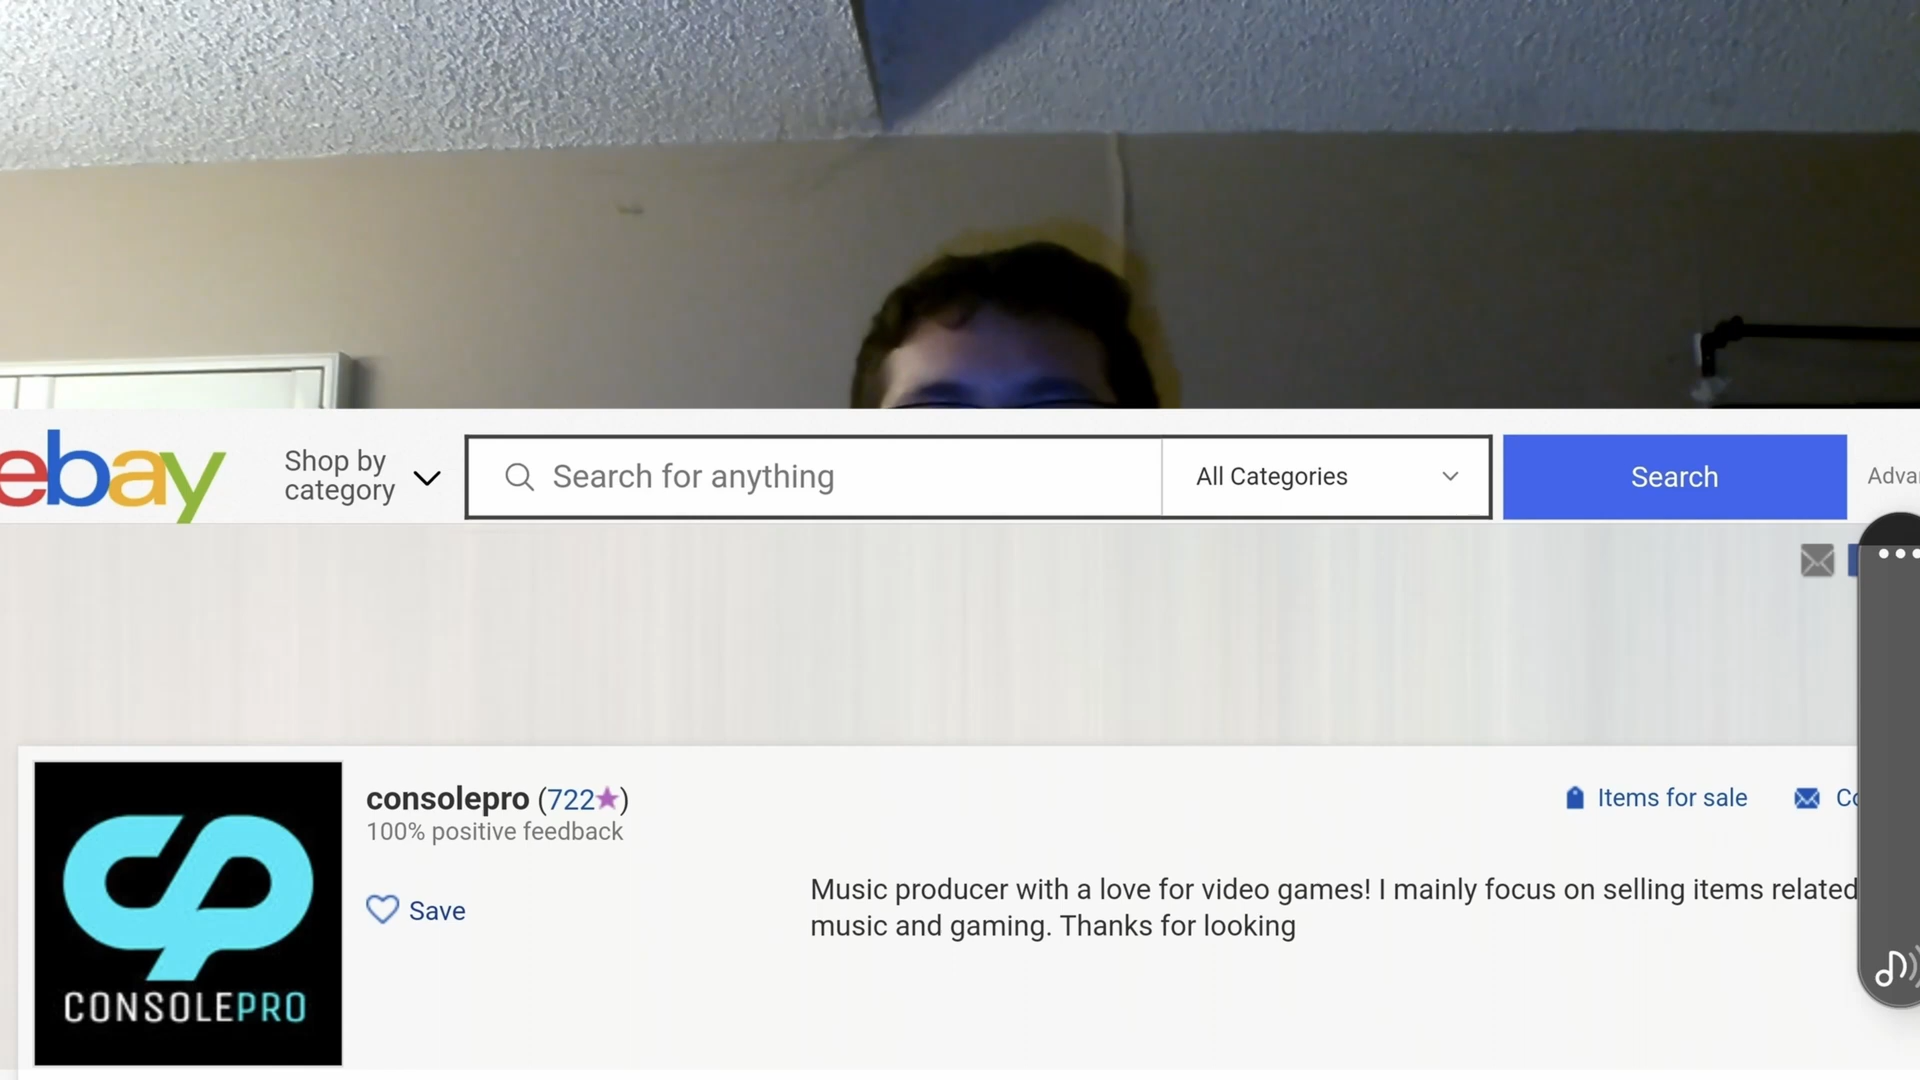 ebay
Shop by
category
Search for anything
All Categories
Search
consolepro (722★)
100% positive feedback
Items for sale
Save
Music producer with a love for video games! I mainly focus on selling items related
music and gaming. Thanks for looking
CONSOLEPRO